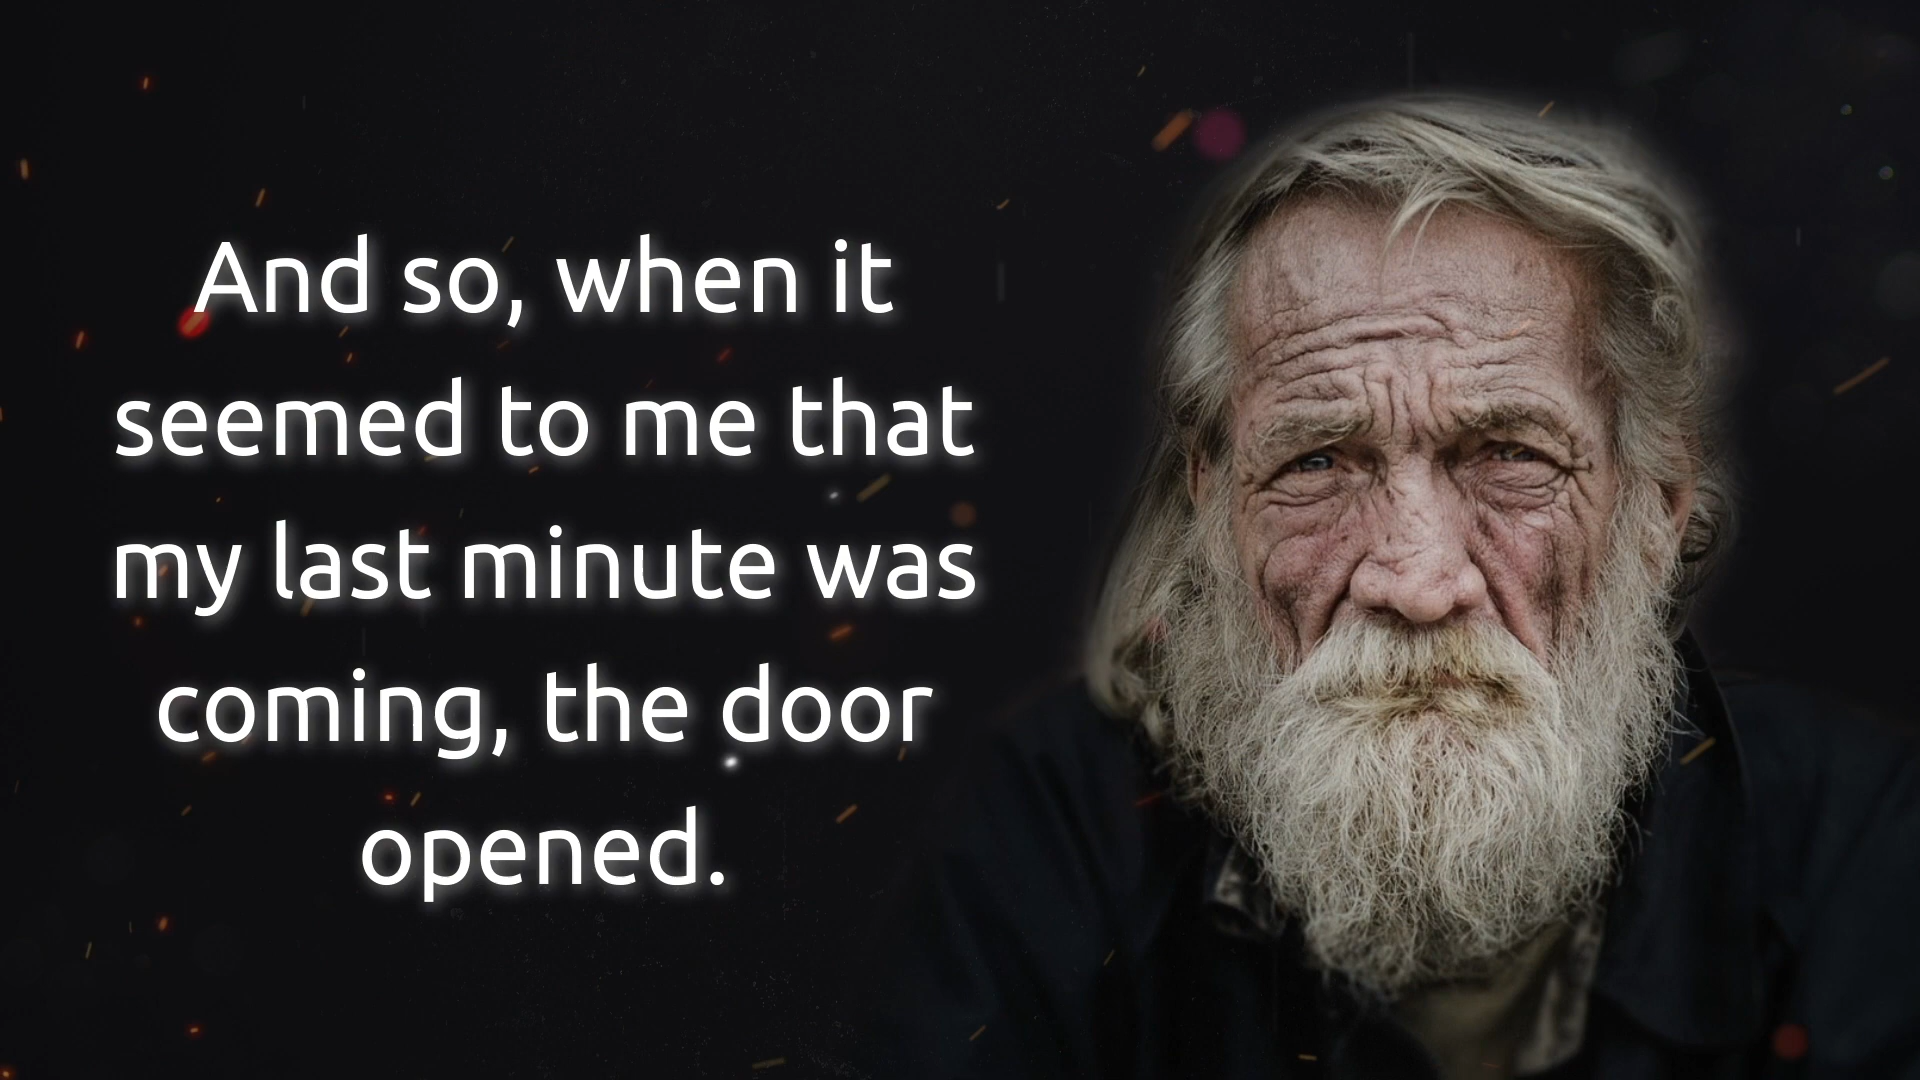 And so, when it
seemed to me that
my last minute was
coming, the door
opened.